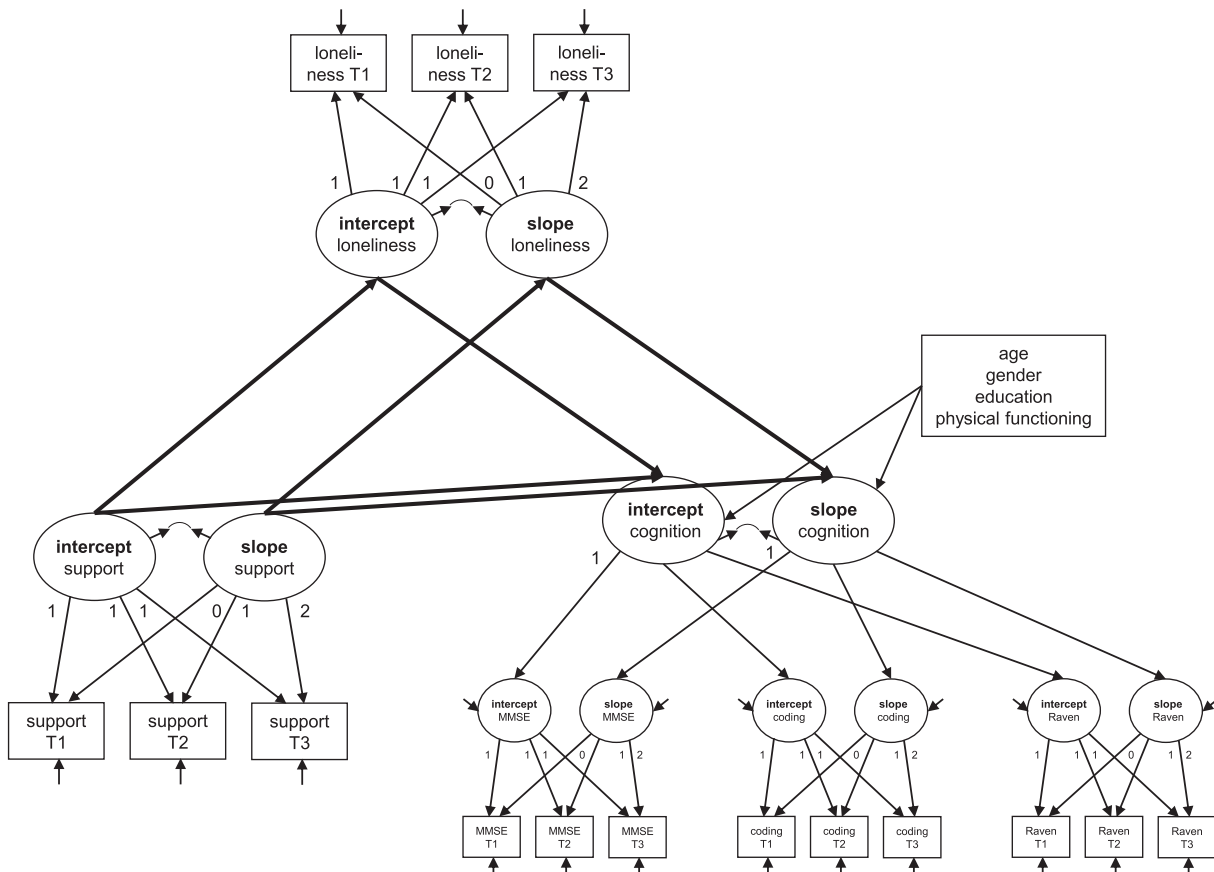 loneli-
ness T1
loneli-
ness T2
loneli-
ness T3
1
1
1
0
1
2
intercept
loneliness
slope
loneliness
age
gender
education
physical functioning
intercept
cognition
slope
cognition
1
1
intercept
support
slope
support
1
1
1
0
1
2
support
T1
support
T2
support
T3
intercept
MMSE
slope
MMSE
intercept
coding
slope
coding
intercept
Raven
slope
Raven
1
1
1
0
1
2
1
1
1
0
1
2
1
1
1
0
1
2
MMSE
T1
MMSE
T2
MMSE
T3
coding
T1
coding
T2
coding
T3
Raven
T1
Raven
T2
Raven
T3